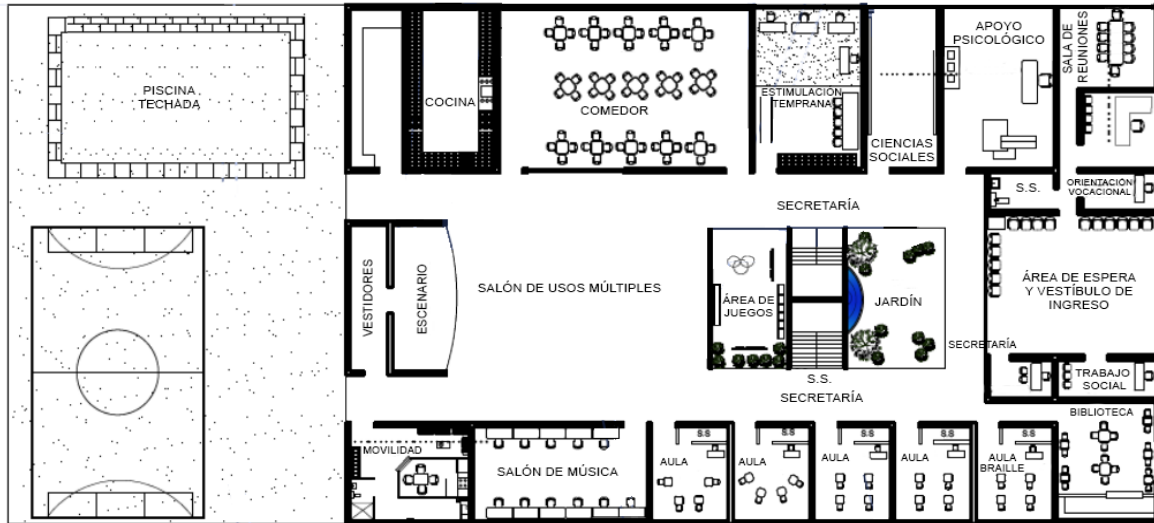 PISCINA
TECHADA
COCINA
COMEDOR
ESTIMULACIÓN
TEMPRANA
CIENCIAS
SOCIALES
APOYO
PSICOLÓGICO
SALA DE
REUNIONES
S.S.
ORIENTACIÓN
VOCACIONAL
SECRETARÍA
VESTIDORES
ESCENARIO
SALÓN DE USOS MÚLTIPLES
ÁREA DE
JUEGOS
JARDÍN
ÁREA DE ESPERA
Y VESTÍBULO DE
INGRESO
SECRETARÍA
S.S.
SECRETARÍA
TRABAJO
SOCIAL
BIBLIOTECA
MOVILIDAD
SALÓN DE MÚSICA
S.S
AULA
S.S
AULA
S.S
AULA
S.S
AULA
S.S
AULA
BRAILLE